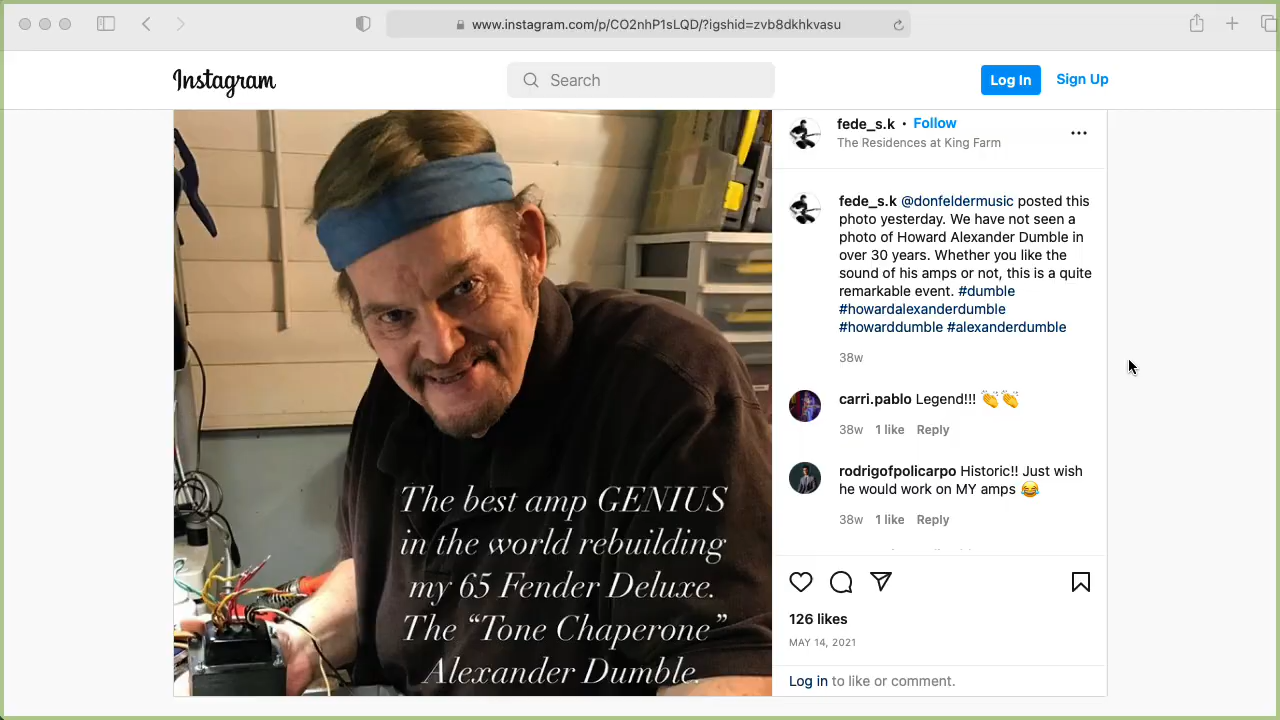 www.instagram.com/p/CO2nhP1sLQD/?igshid=zvb8dkhkvasu
Instagram
Search
Log In
Sign Up
fede_s.k • Follow
The Residences at King Farm
fede_s.k @donfeldermusic posted this
photo yesterday. We have not seen a
photo of Howard Alexander Dumble in
over 30 years. Whether you like the
sound of his amps or not, this is a quite
remarkable event. #dumble
#howardalexanderdumble
#howarddumble #alexanderdumble
38w
carri.pablo Legend!!! 👏👏
38w 1 like Reply
rodrigofpolicarpo Historic!! Just wish
he would work on MY amps 😂
38w 1 like Reply
126 likes
MAY 14, 2021
Log in to like or comment.
The best amp GENIUS
in the world rebuilding
my 65 Fender Deluxe.
The “Tone Chaperone”
Alexander Dumble.